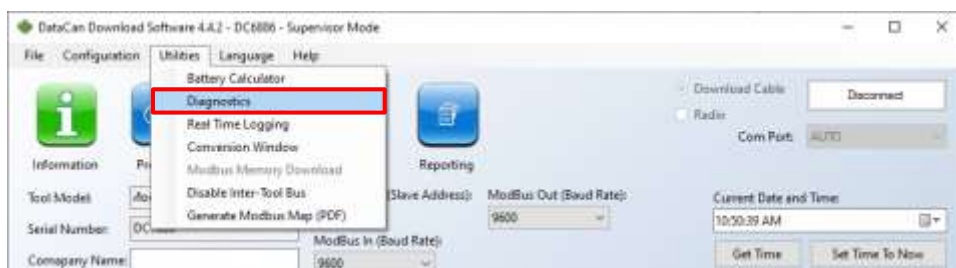 DataCan Download Software 4.4.2 - DC6886 - Supervisor Mode
File Configuration Utilities Language Help
Battery Calculator
Diagnostics
Real Time Logging
Conversion Window
Modbus Memory Download
Disable Inter-Tool Bus
Generate Modbus Map (PDF)
Information
Reporting
Download Cable
Radio
Disconnect
Com Port: AUTO
Tool Model:
(Slave Address):
ModBus Out (Baud Rate):
9600
Current Date and Time:
10:50:39 AM
Serial Number:
ModBus In (Baud Rate):
Get Time
Set Time To Now
Comapany Name:
9600